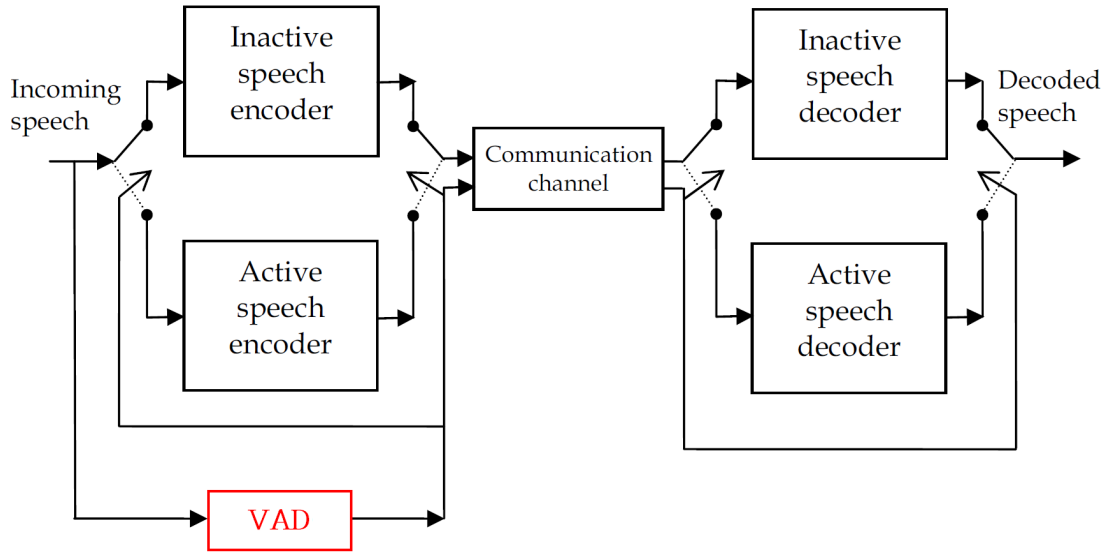 Incoming
speech
Inactive
speech
encoder
Active
speech
encoder
VAD
Communication
channel
Inactive
speech
decoder
Active
speech
decoder
Decoded
speech